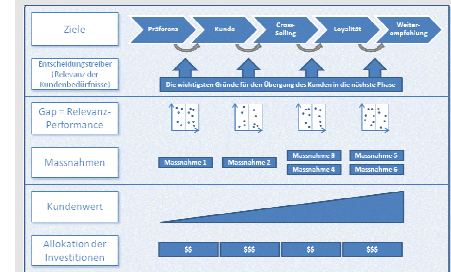 Ziele
Präferenz
Kunde
Cross-
Selling
Loyalität
Weiter-
empfehlung
Entscheidungstreiber
(Relevanz der
Kundenbedürfnisse)
Die wichtigsten Gründe für den Übergang des Kunden in die nächste Phase
Gap = Relevanz-
Performance
Massnahmen
Massnahme 1
Massnahme 2
Massnahme 3
Massnahme 4
Massnahme 5
Massnahme 6
Kundenwert
Allokation der
Investitionen
$$
$$$
$$
$$$